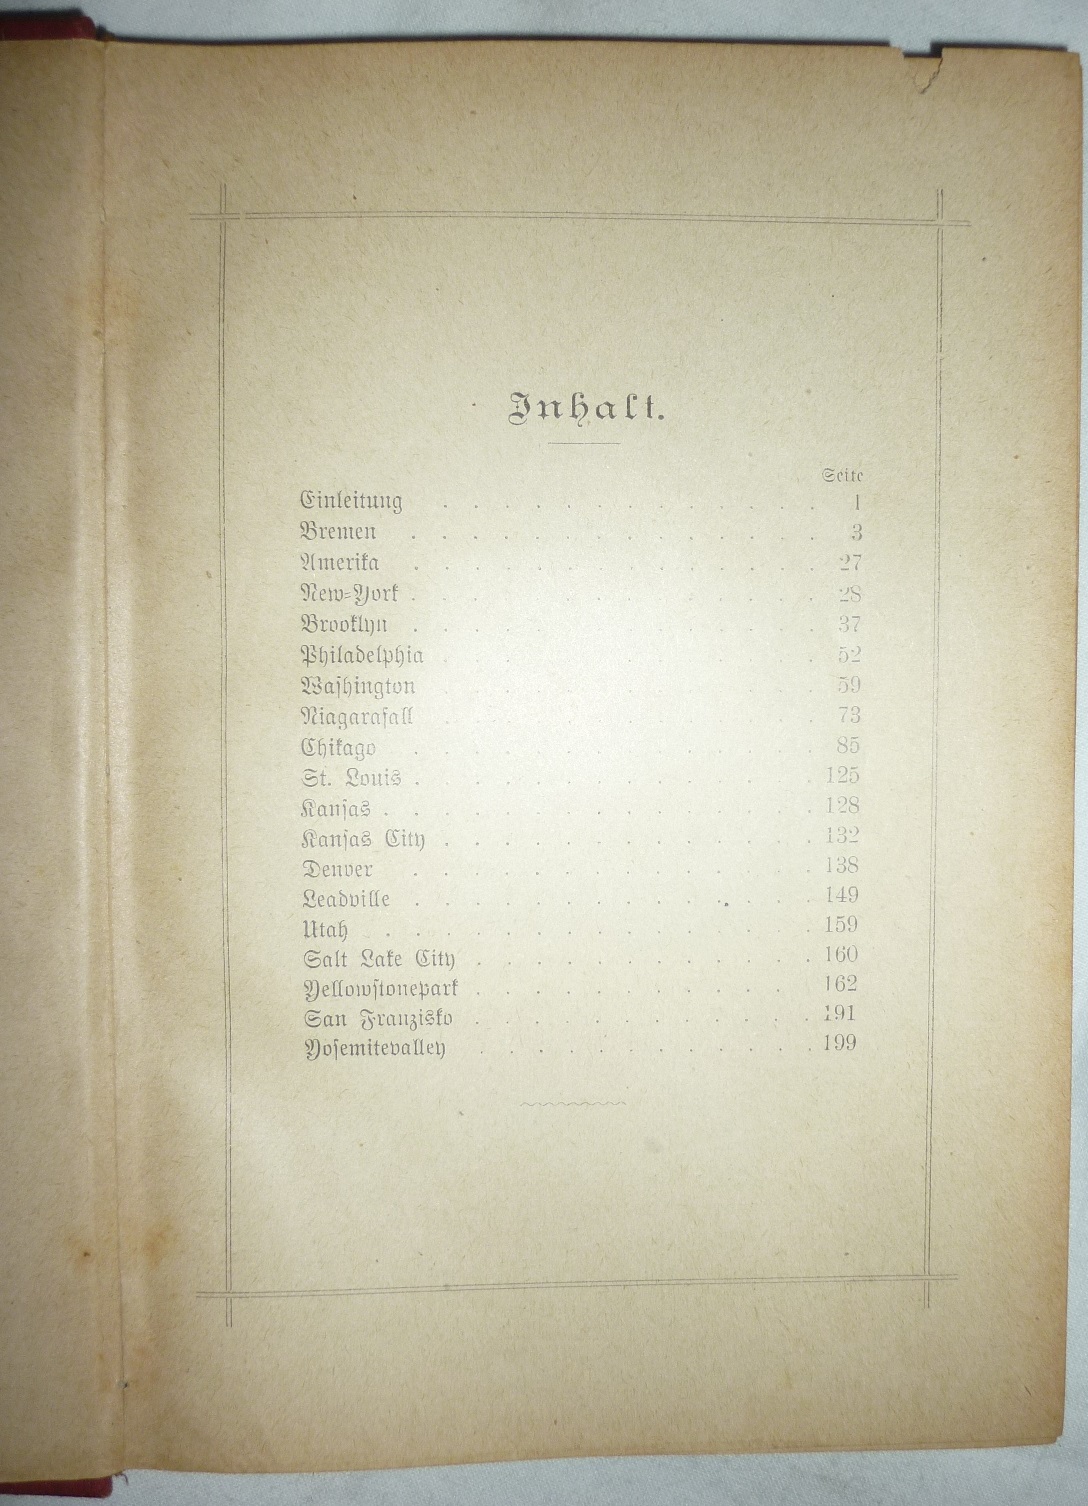 Inhalt.
Seite
Einleitung . . . . . . . . . . . . . 1
Bremen . . . . . . . . . . . . . . 3
Amerika . . . . . . . . . . . . . . 27
New-York . . . . . . . . . . . . . . 28
Brooklyn . . . . . . . . . . . . . . 37
Philadelphia . . . . . . . . . . . . . 52
Washington . . . . . . . . . . . . . 59
Niagarafall . . . . . . . . . . . . . 73
Chikago . . . . . . . . . . . . . . 85
St. Louis . . . . . . . . . . . . . . 125
Kansas . . . . . . . . . . . . . . . 128
Kansas City . . . . . . . . . . . . . 132
Denver . . . . . . . . . . . . . . 138
Leadville . . . . . . . . . . . . . . 149
Utah . . . . . . . . . . . . . . . 159
Salt Lake City . . . . . . . . . . . . 160
Yellowstonepark . . . . . . . . . . . . 162
San Franzisko . . . . . . . . . . . . 191
Yosemitevalley . . . . . . . . . . . . 199